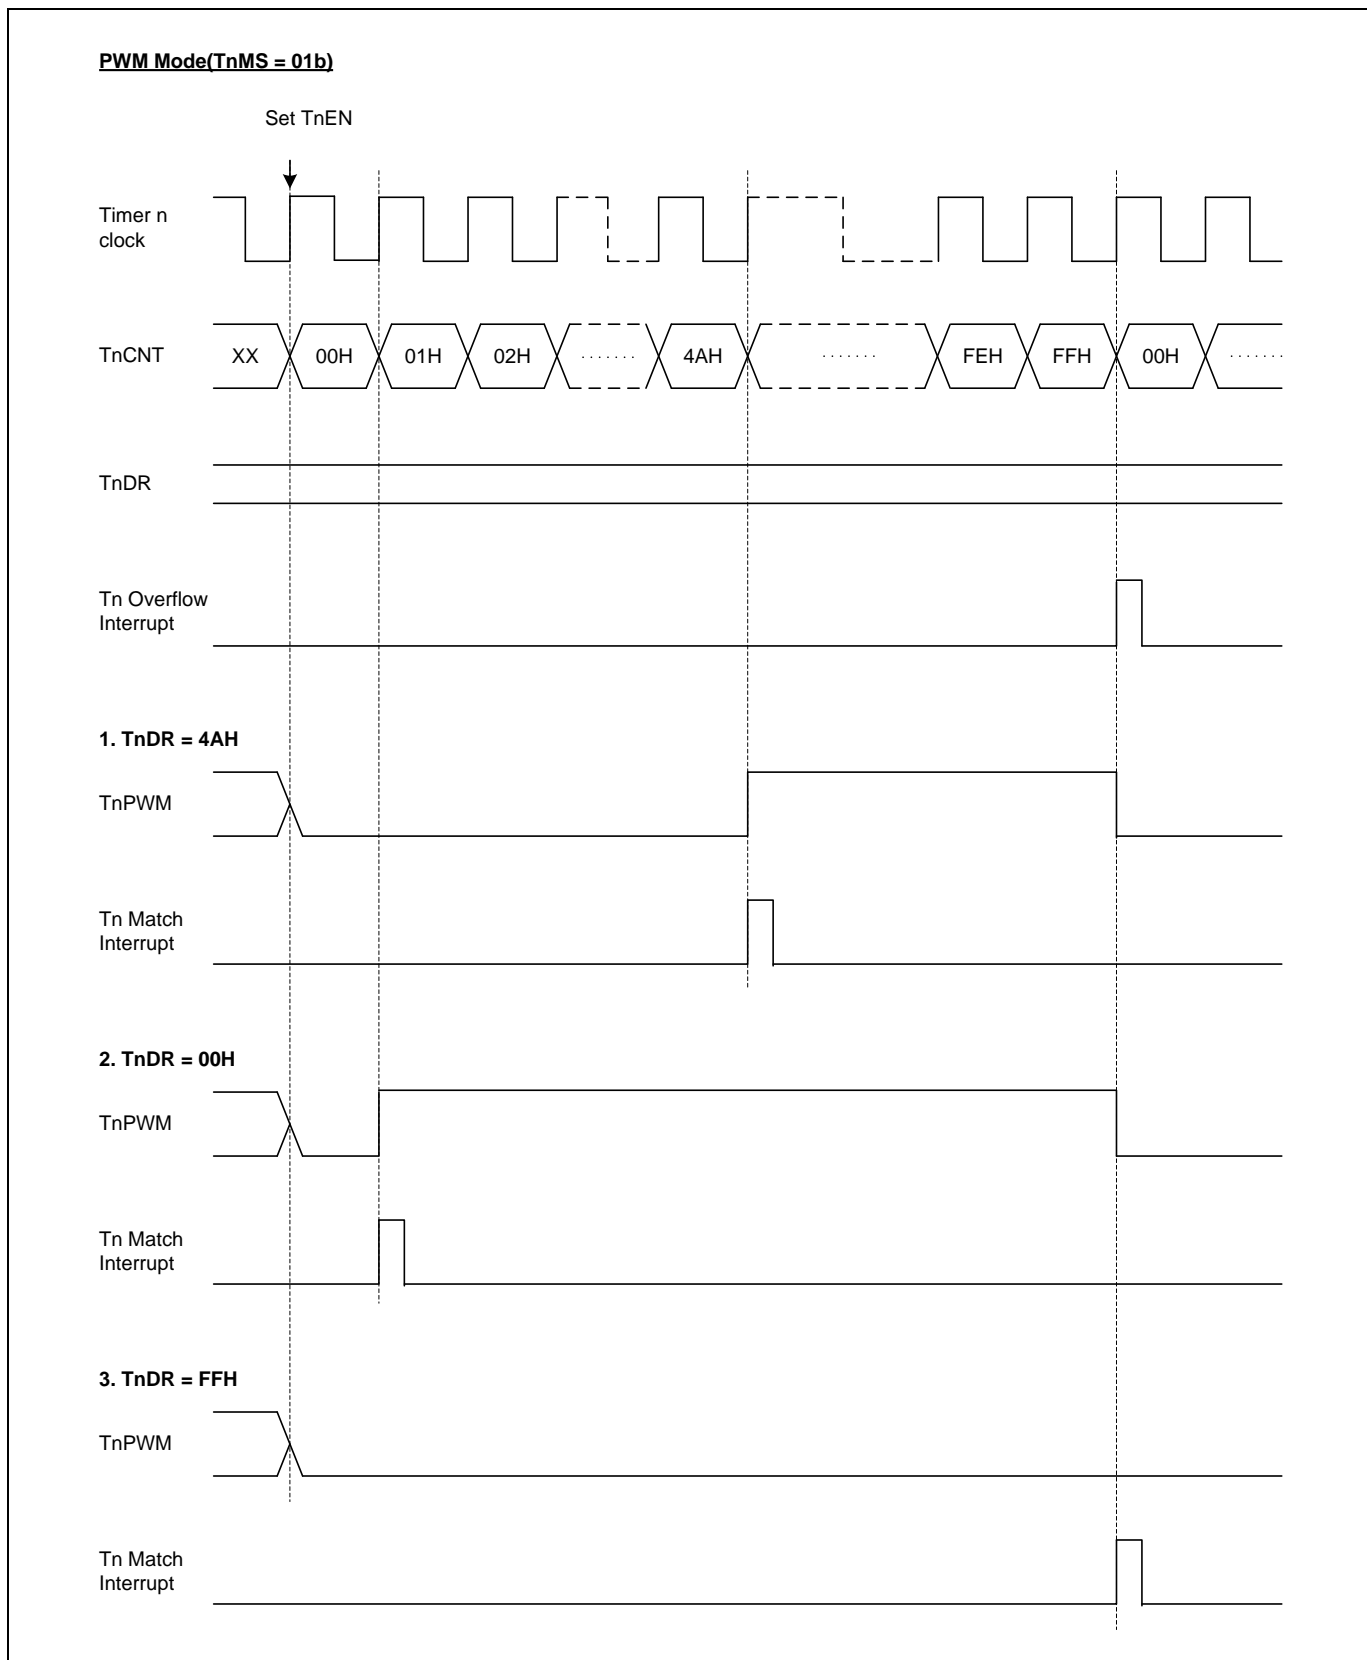 PWM Mode(TnMS = 01b)
Set TnEN
Timer n
clock
TnCNT
XX 00H 01H 02H ....... 4AH ....... FEH FFH 00H .......
TnDR
Tn Overflow
Interrupt
1. TnDR = 4AH
TnPWM
Tn Match
Interrupt
2. TnDR = 00H
TnPWM
Tn Match
Interrupt
3. TnDR = FFH
TnPWM
Tn Match
Interrupt